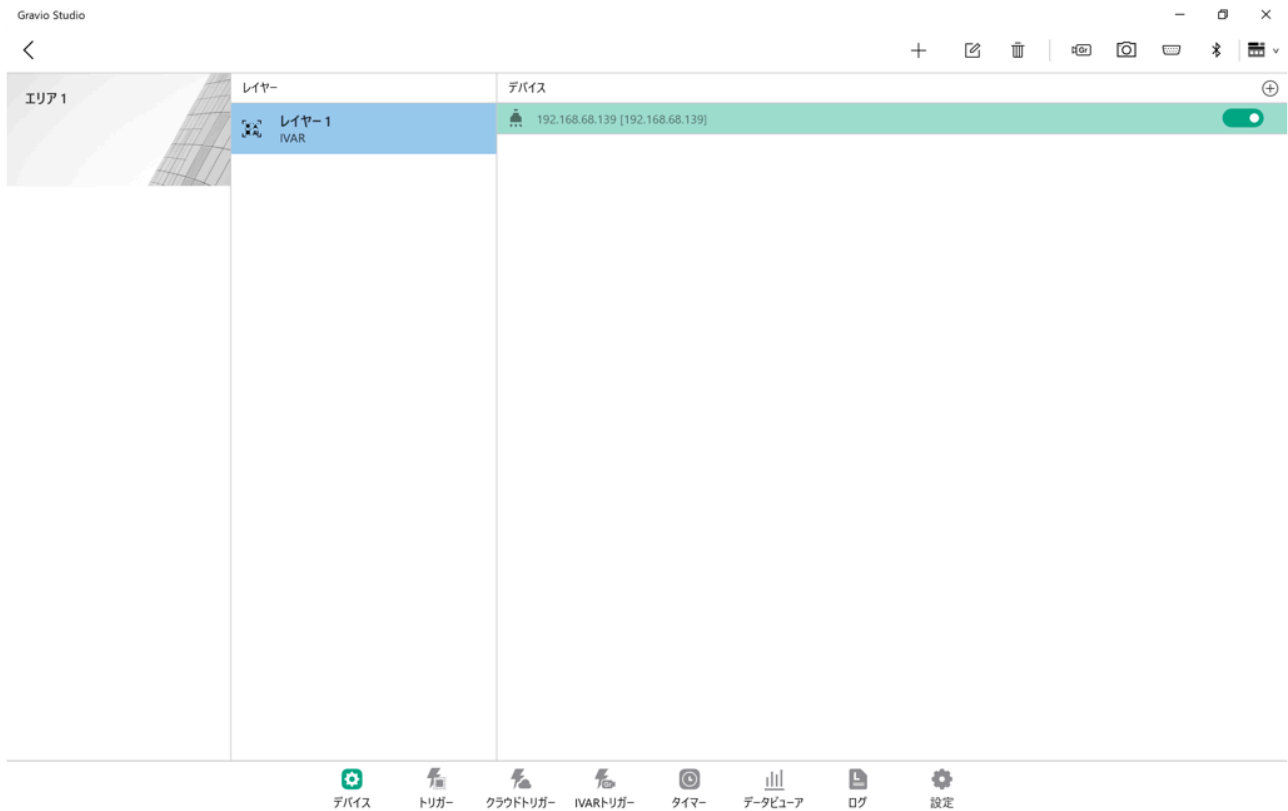 Gravio Studio
エリア 1
レイヤー
レイヤー 1
IVAR
デバイス
192.168.68.139 [192.168.68.139]
デバイス
トリガー
クラウドトリガー
IVARトリガー
タイマー
データビューア
ログ
設定